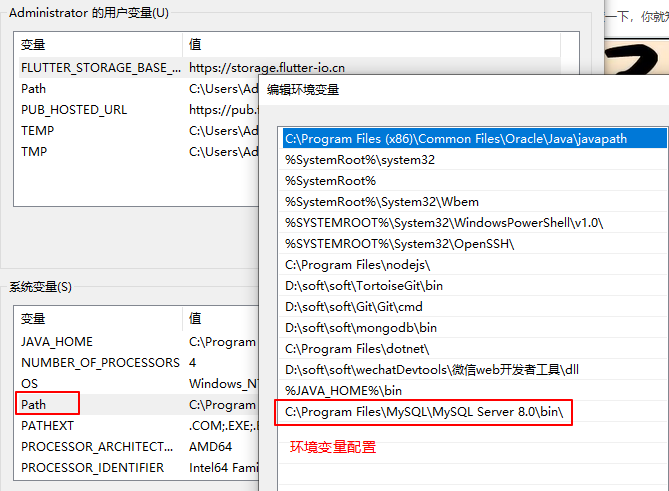 Administrator 的用户变量(U)
变量 值
FLUTTER_STORAGE_BASE_... https://storage.flutter-io.cn
Path C:\Users\Ad
PUB_HOSTED_URL https://pub.
TEMP C:\Users\Ad
TMP C:\Users\Ad
系统变量(S)
变量 值
JAVA_HOME C:\Program
NUMBER_OF_PROCESSORS 4
OS Windows_NT
Path C:\Program
PATHEXT .COM;.EXE;.
PROCESSOR_ARCHITECT... AMD64
PROCESSOR_IDENTIFIER Intel64 Fami
一下，你就
编辑环境变量
C:\Program Files (x86)\Common Files\Oracle\Java\javapath
%SystemRoot%\system32
%SystemRoot%
%SystemRoot%\System32\Wbem
%SYSTEMROOT%\System32\WindowsPowerShell\v1.0\
%SYSTEMROOT%\System32\OpenSSH\
C:\Program Files\nodejs\
D:\soft\soft\TortoiseGit\bin
D:\soft\soft\Git\Git\cmd
D:\soft\soft\mongodb\bin
C:\Program Files\dotnet\
D:\soft\soft\wechatDevtools\微信web开发者工具\dll
%JAVA_HOME%\bin
C:\Program Files\MySQL\MySQL Server 8.0\bin\
环境变量配置